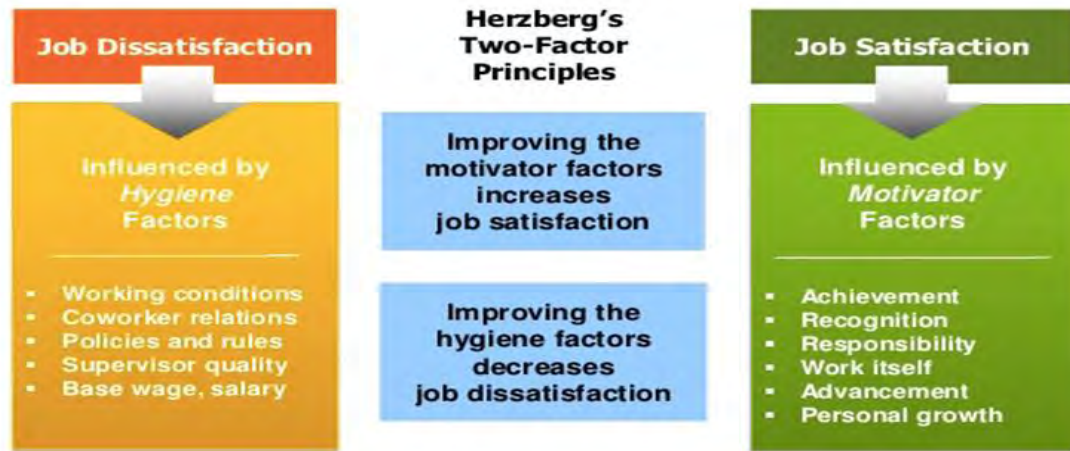 Job Dissatisfaction
Influenced by
Hygiene
Factors
▪ Working conditions
▪ Coworker relations
▪ Policies and rules
▪ Supervisor quality
▪ Base wage, salary
Herzberg's
Two-Factor
Principles
Improving the
motivator factors
increases
job satisfaction
Improving the
hygiene factors
decreases
job dissatisfaction
Job Satisfaction
Influenced by
Motivator
Factors
▪ Achievement
▪ Recognition
▪ Responsibility
▪ Work itself
▪ Advancement
▪ Personal growth